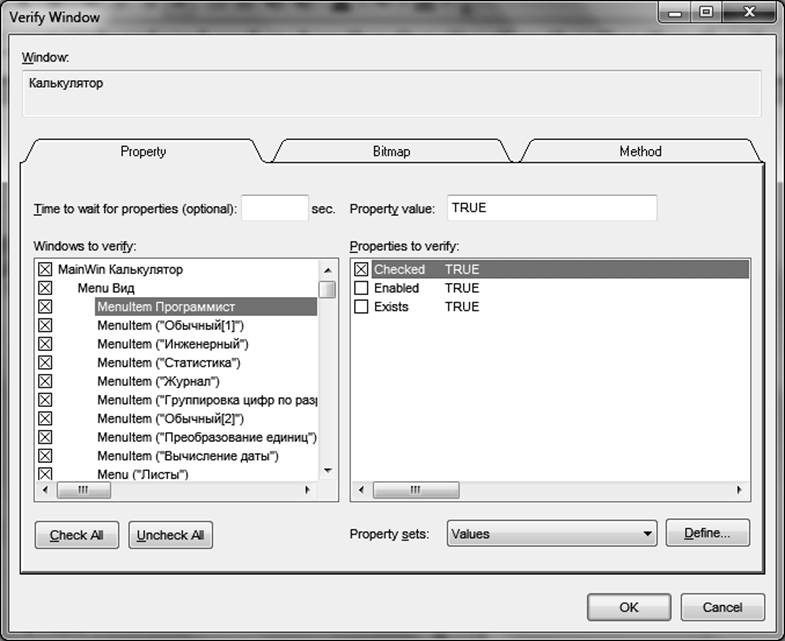 Verify Window
Window:
Калькулятор
Property Bitmap Method
Time to wait for properties (optional): sec. Property value: TRUE
Windows to verify: Properties to verify:
MainWin Калькулятор
Menu Вид
MenuItem Программист
MenuItem ("Обычный[1]")
MenuItem ("Инженерный")
MenuItem ("Статистика")
MenuItem ("Журнал")
MenuItem ("Группировка цифр по разр
MenuItem ("Обычный[2]")
MenuItem ("Преобразование единиц")
MenuItem ("Вычисление даты")
Menu ("Листы")
Checked TRUE
Enabled TRUE
Exists TRUE
Check All Uncheck All Property sets: Values Define...
OK Cancel